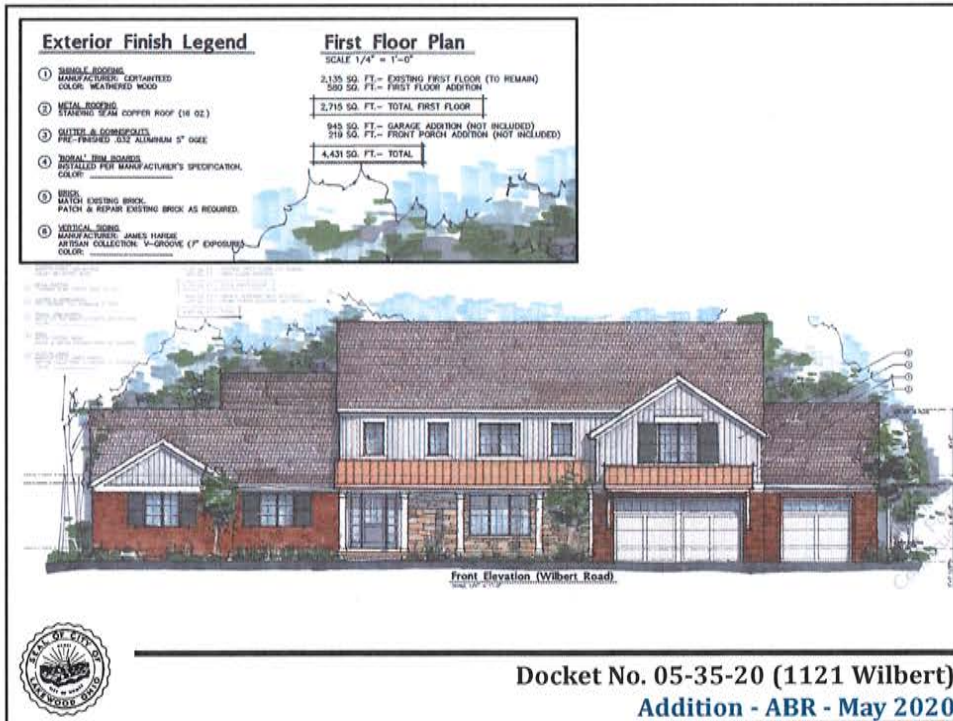 Exterior Finish Legend
1 SHINGLE ROOFING
MANUFACTURER: CERTAINTEED
COLOR: WEATHERED WOOD
2 METAL ROOFING
STANDING SEAM COPPER ROOF (16 OZ.)
3 GUTTER & DOWNSPOUTS
PRE-FINISHED .032 ALUMINUM 5" OGEE
4 'BORAL' TRIM BOARDS
INSTALLED PER MANUFACTURER'S SPECIFICATION.
COLOR:
5 BRICK
MATCH EXISTING BRICK.
PATCH & REPAIR EXISTING BRICK AS REQUIRED.
6 VERTICAL SIDING
MANUFACTURER: JAMES HARDIE
ARTISAN COLLECTION: V-GROOVE (7" EXPOSURE)
COLOR:
First Floor Plan
SCALE 1/4" = 1'-0"
2,135 SQ. FT.- EXISTING FIRST FLOOR (TO REMAIN)
580 SQ. FT.- FIRST FLOOR ADDITION
2,715 SQ. FT.- TOTAL FIRST FLOOR
945 SQ. FT.- GARAGE ADDITION (NOT INCLUDED)
219 SQ. FT.- FRONT PORCH ADDITION (NOT INCLUDED)
4,431 SQ. FT.- TOTAL
Front Elevation (Wilbert Road)
SEAL OF CITY OF
LAKEWOOD OHIO
Docket No. 05-35-20 (1121 Wilbert)
Addition - ABR - May 2020